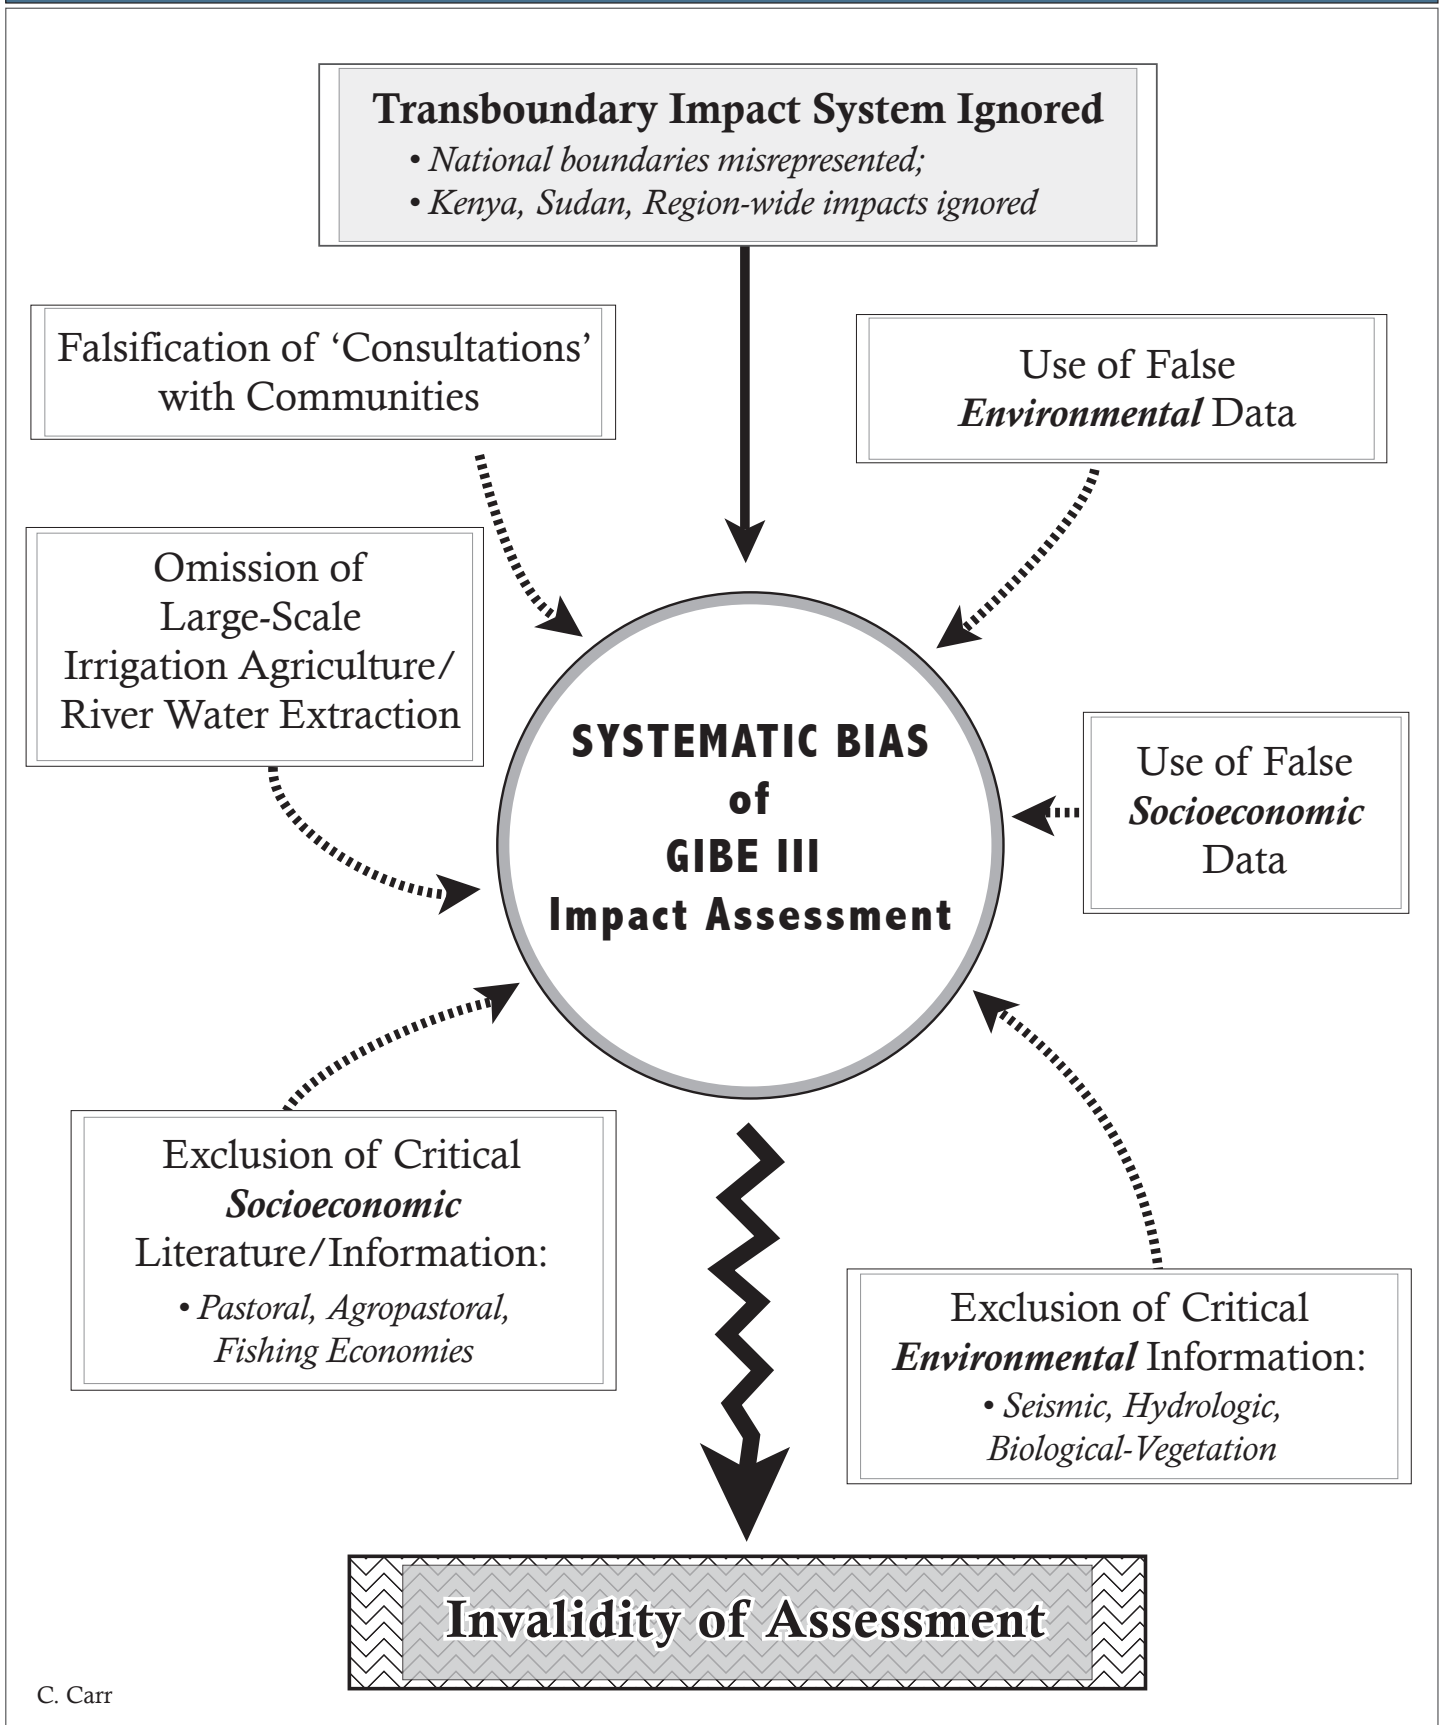 Transboundary Impact System Ignored
• National boundaries misrepresented;
• Kenya, Sudan, Region-wide impacts ignored
Falsification of ‘Consultations’
with Communities
Use of False
Environmental Data
Omission of
Large-Scale
Irrigation Agriculture/
River Water Extraction
SYSTEMATIC BIAS
of
GIBE III
Impact Assessment
Use of False
Socioeconomic
Data
Exclusion of Critical
Socioeconomic
Literature/Information:
• Pastoral, Agropastoral,
Fishing Economies
Exclusion of Critical
Environmental Information:
• Seismic, Hydrologic,
Biological-Vegetation
Invalidity of Assessment
C. Carr